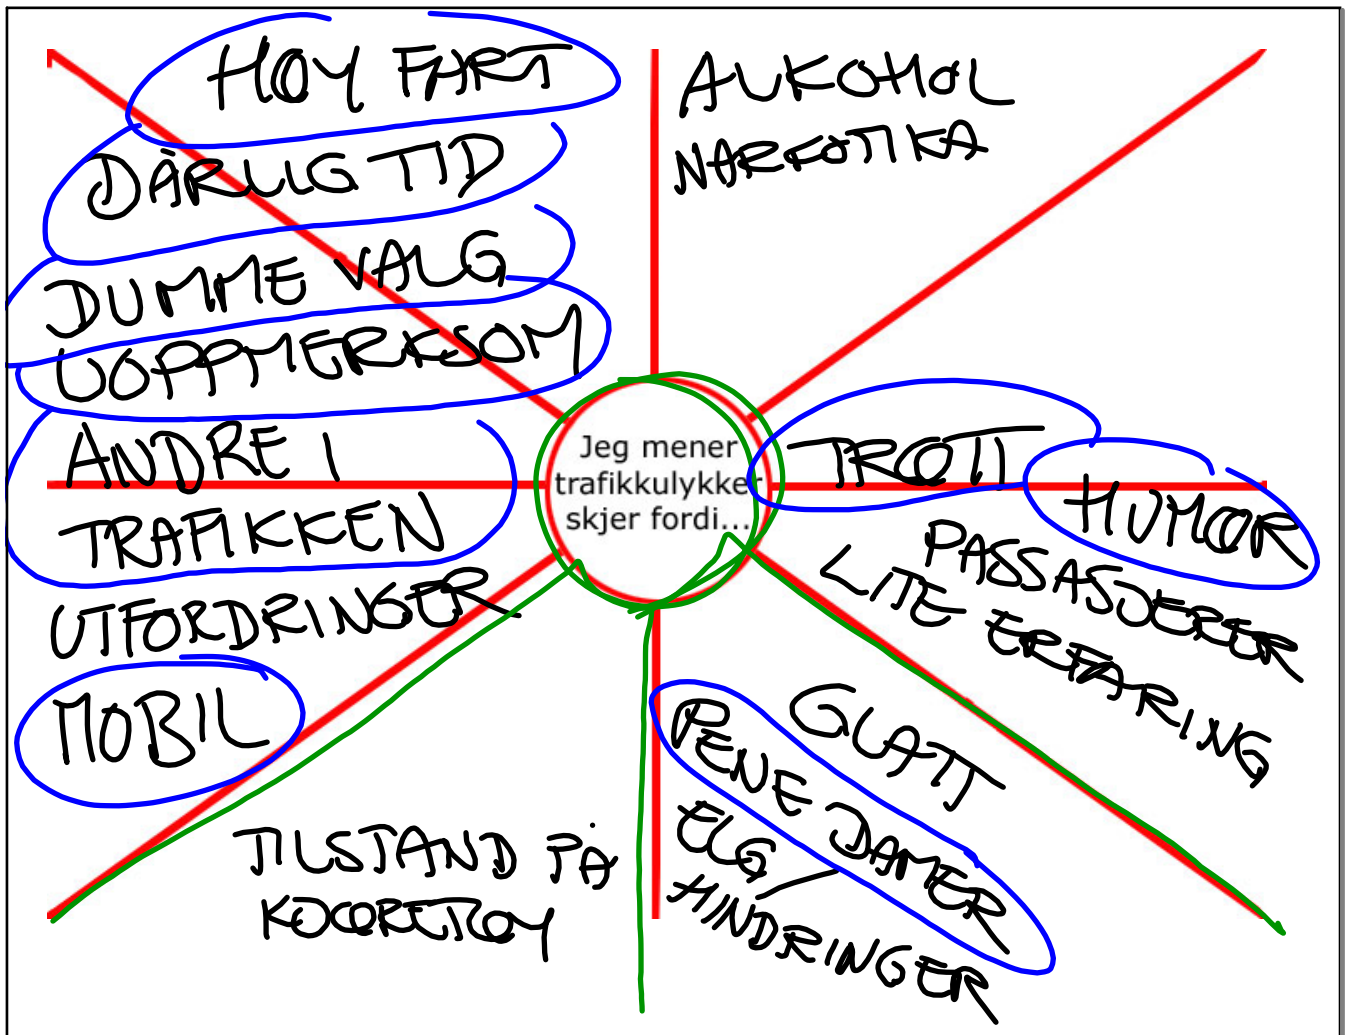 HØY FART
DÅRLIG TID
DUMME VALG
UOPPMERKSOM
ANDRE I
TRAFIKKEN
UTFORDRINGER
MOBIL
ALKOHOL
NARKOTIKA
Jeg mener
trafikkulykker
skjer fordi...
TRØTT
HUMØR
PASSASJERER
LITE ERFARING
GLATT
PENE DAMER
ELG/
HINDRINGER
TILSTAND PÅ
KJØRETØY